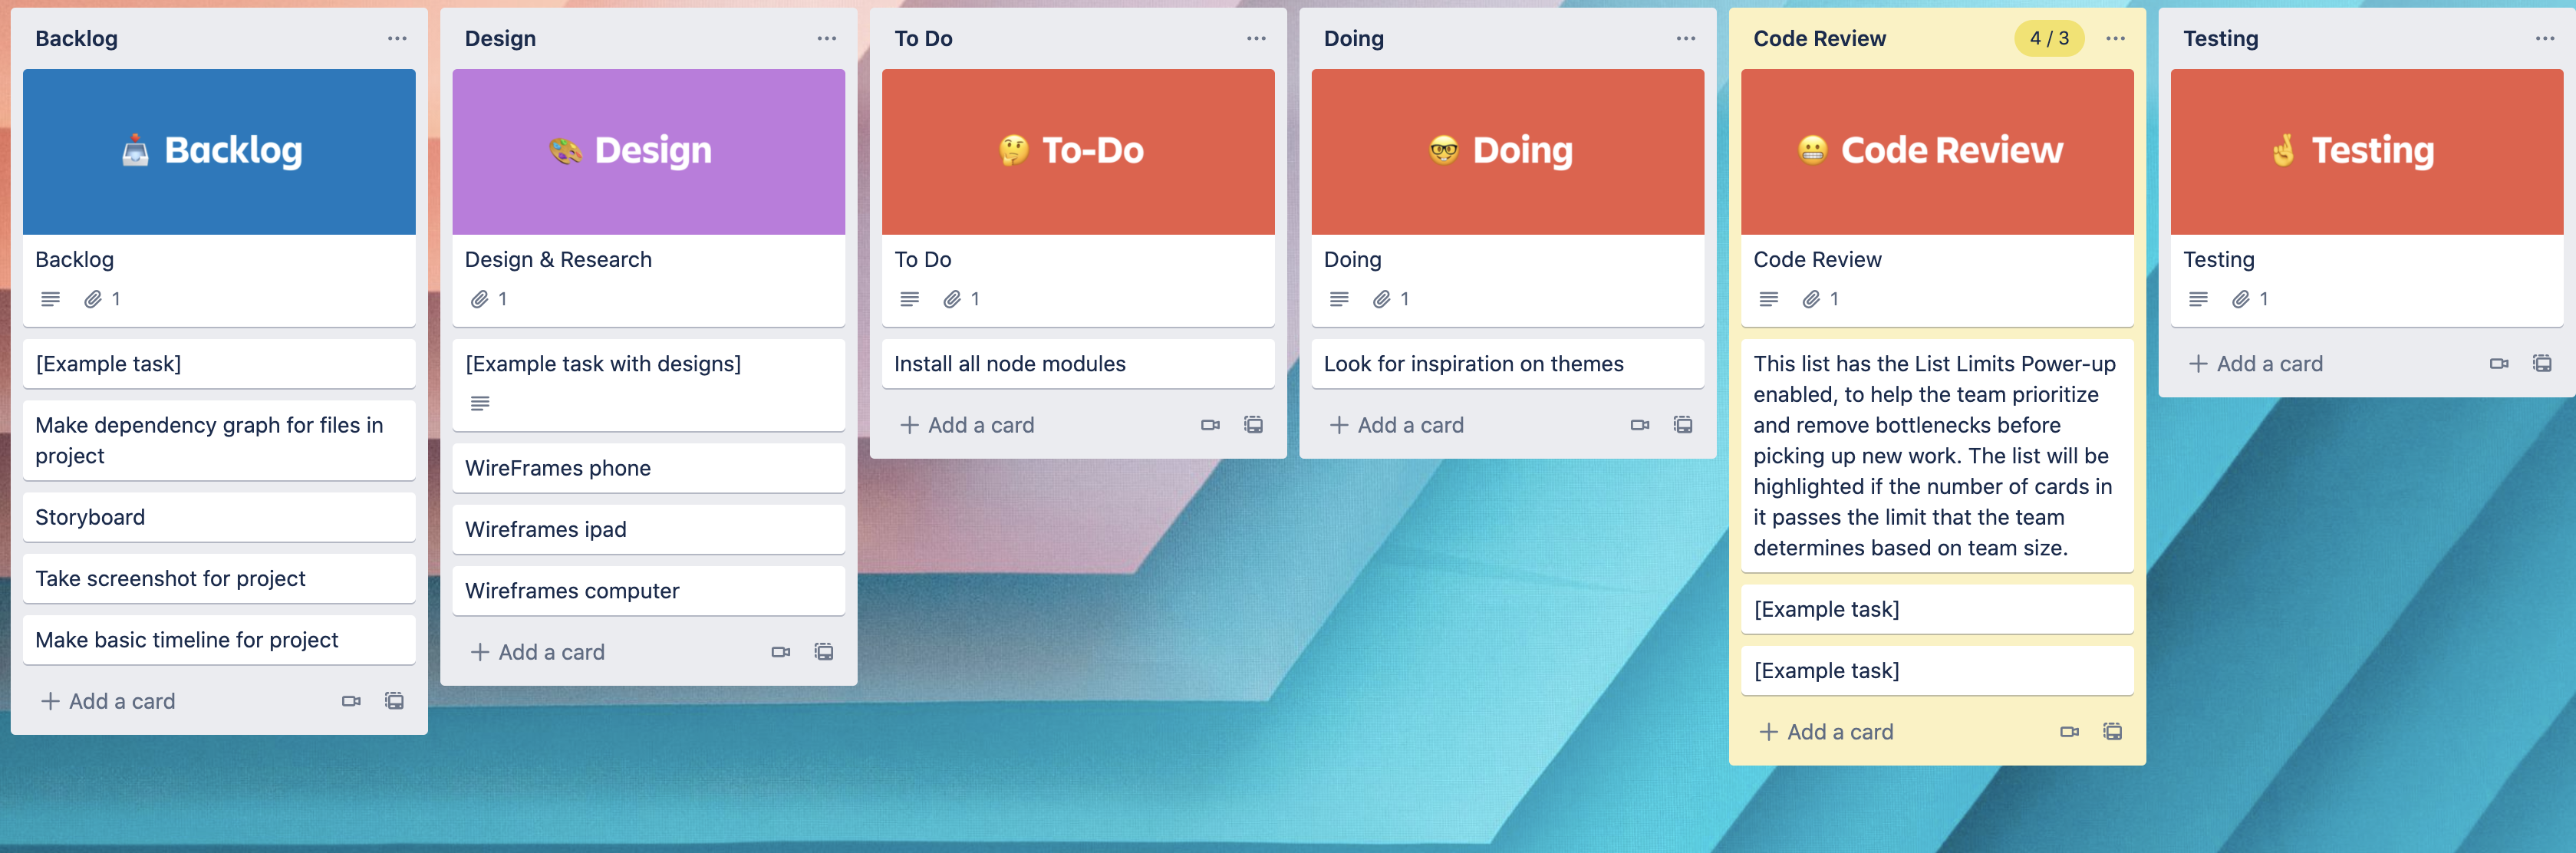 Backlog
Backlog
Backlog
1
[Example task]
Make dependency graph for files in
project
Storyboard
Take screenshot for project
Make basic timeline for project
+ Add a card
Design
Design
Design & Research
1
[Example task with designs]
WireFrames phone
Wireframes ipad
Wireframes computer
+ Add a card
To Do
To-Do
To Do
1
Install all node modules
+ Add a card
Doing
Doing
Doing
1
Look for inspiration on themes
+ Add a card
Code Review 4 / 3
Code Review
Code Review
1
This list has the List Limits Power-up
enabled, to help the team prioritize
and remove bottlenecks before
picking up new work. The list will be
highlighted if the number of cards in
it passes the limit that the team
determines based on team size.
[Example task]
[Example task]
+ Add a card
Testing
Testing
Testing
1
+ Add a card